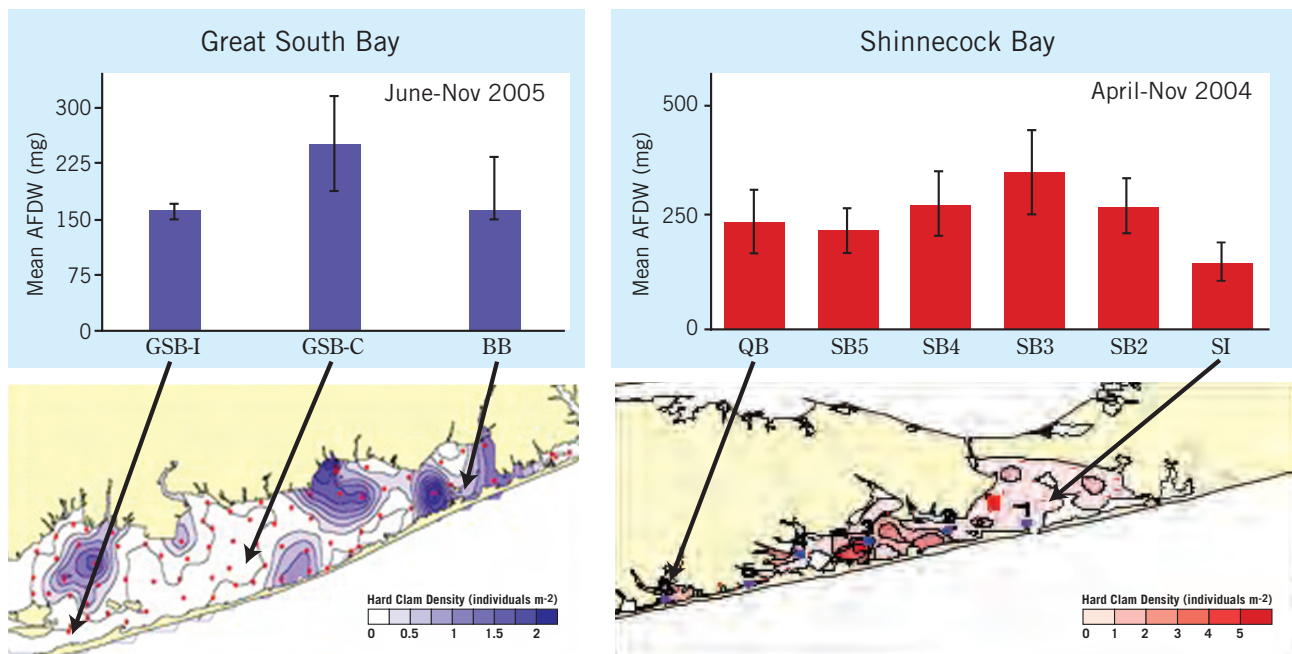 Great South Bay
June-Nov 2005
Mean AFDW (mg)
300
225
150
75
0
GSB-I GSB-C BB
Hard Clam Density (individuals m-2)
0 0.5 1 1.5 2
Shinnecock Bay
April-Nov 2004
Mean AFDW (mg)
500
250
0
QB SB5 SB4 SB3 SB2 SI
Hard Clam Density (individuals m-2)
0 1 2 3 4 5